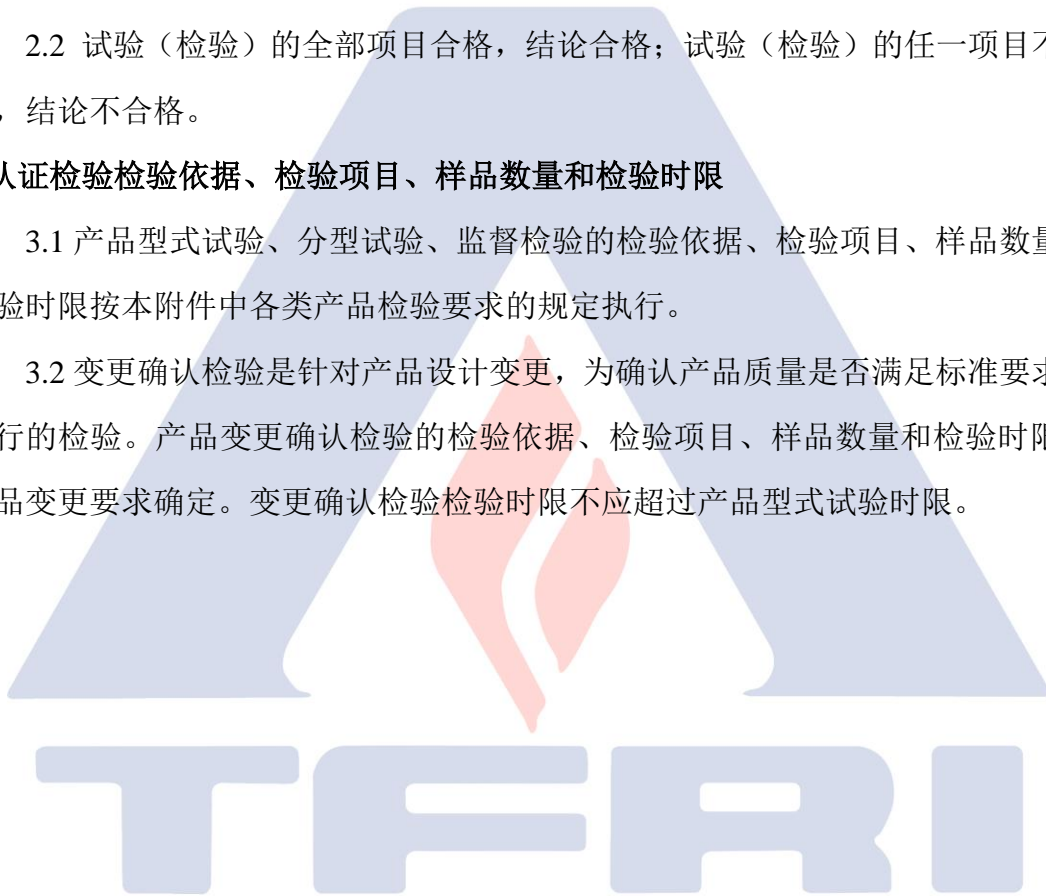 2.2 试验（检验）的全部项目合格，结论合格；试验（检验）的任一项目不
，结论不合格。
认证检验检验依据、检验项目、样品数量和检验时限
3.1 产品型式试验、分型试验、监督检验的检验依据、检验项目、样品数量
验时限按本附件中各类产品检验要求的规定执行。
3.2 变更确认检验是针对产品设计变更，为确认产品质量是否满足标准要求
行的检验。产品变更确认检验的检验依据、检验项目、样品数量和检验时限
品变更要求确定。变更确认检验检验时限不应超过产品型式试验时限。
TFRI